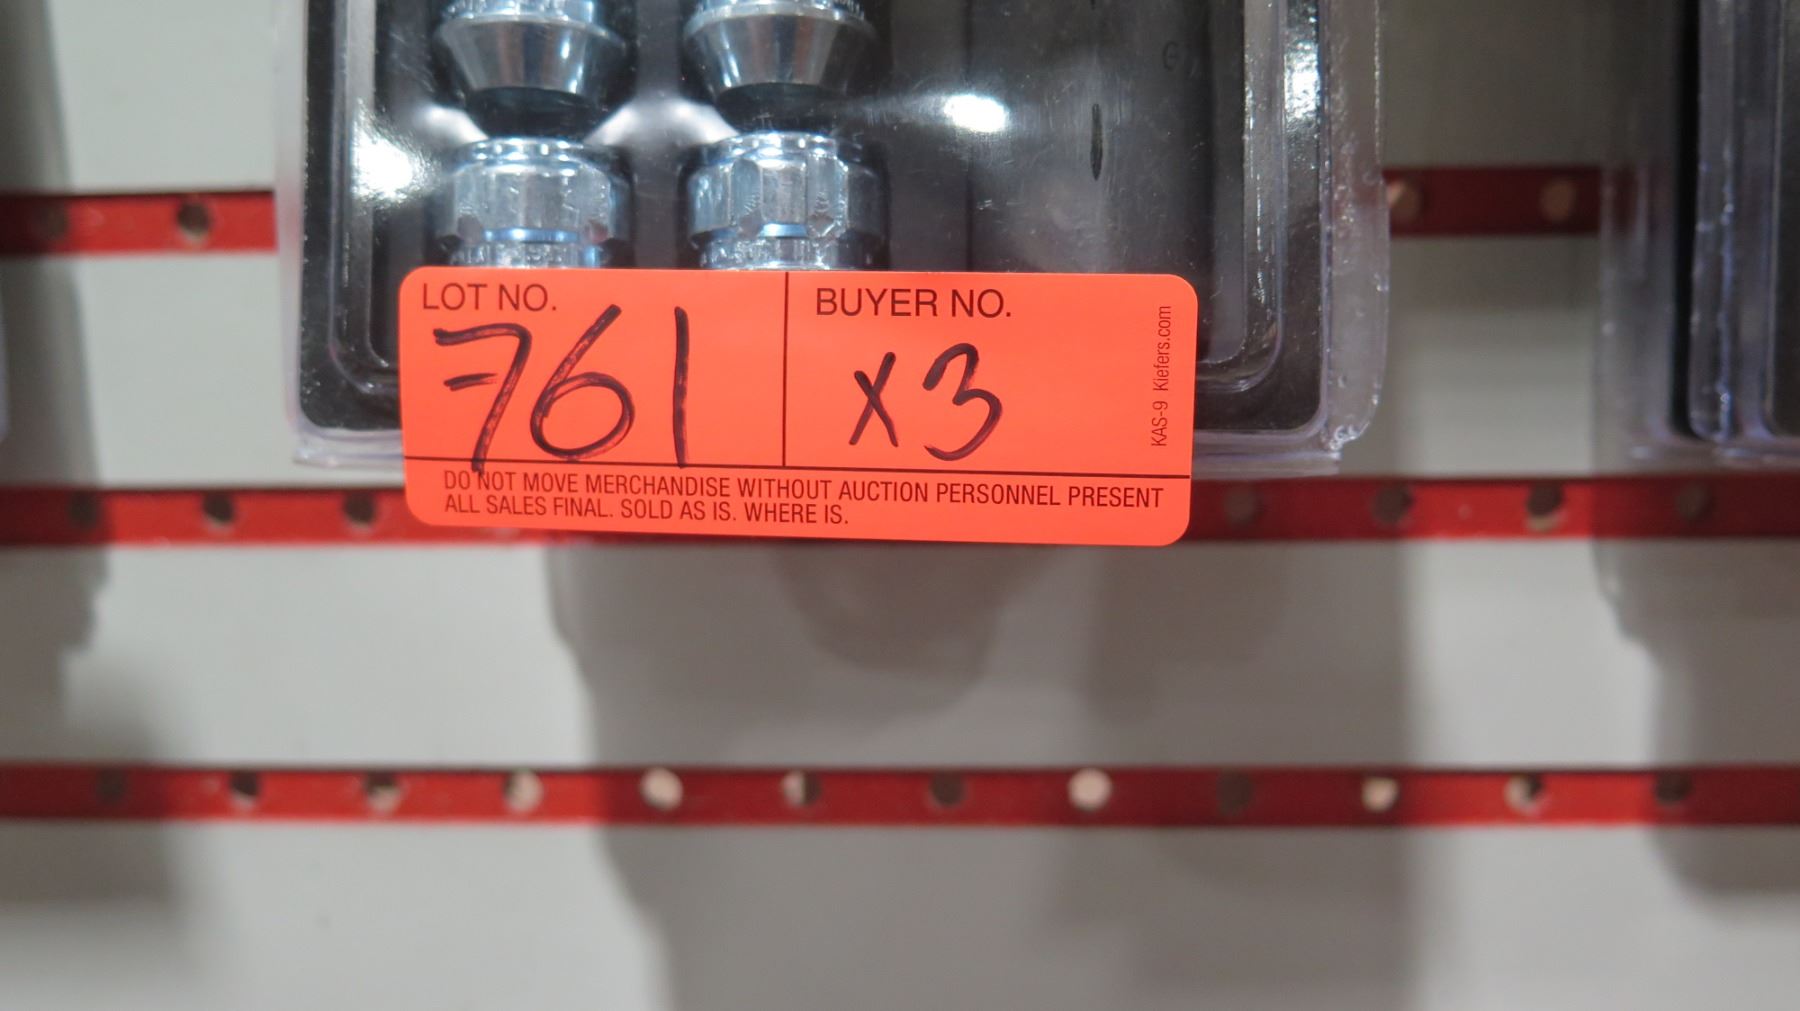 LOT NO.
761
BUYER NO.
x3
KAS-9 Kiefers.com
DO NOT MOVE MERCHANDISE WITHOUT AUCTION PERSONNEL PRESENT
ALL SALES FINAL. SOLD AS IS. WHERE IS.